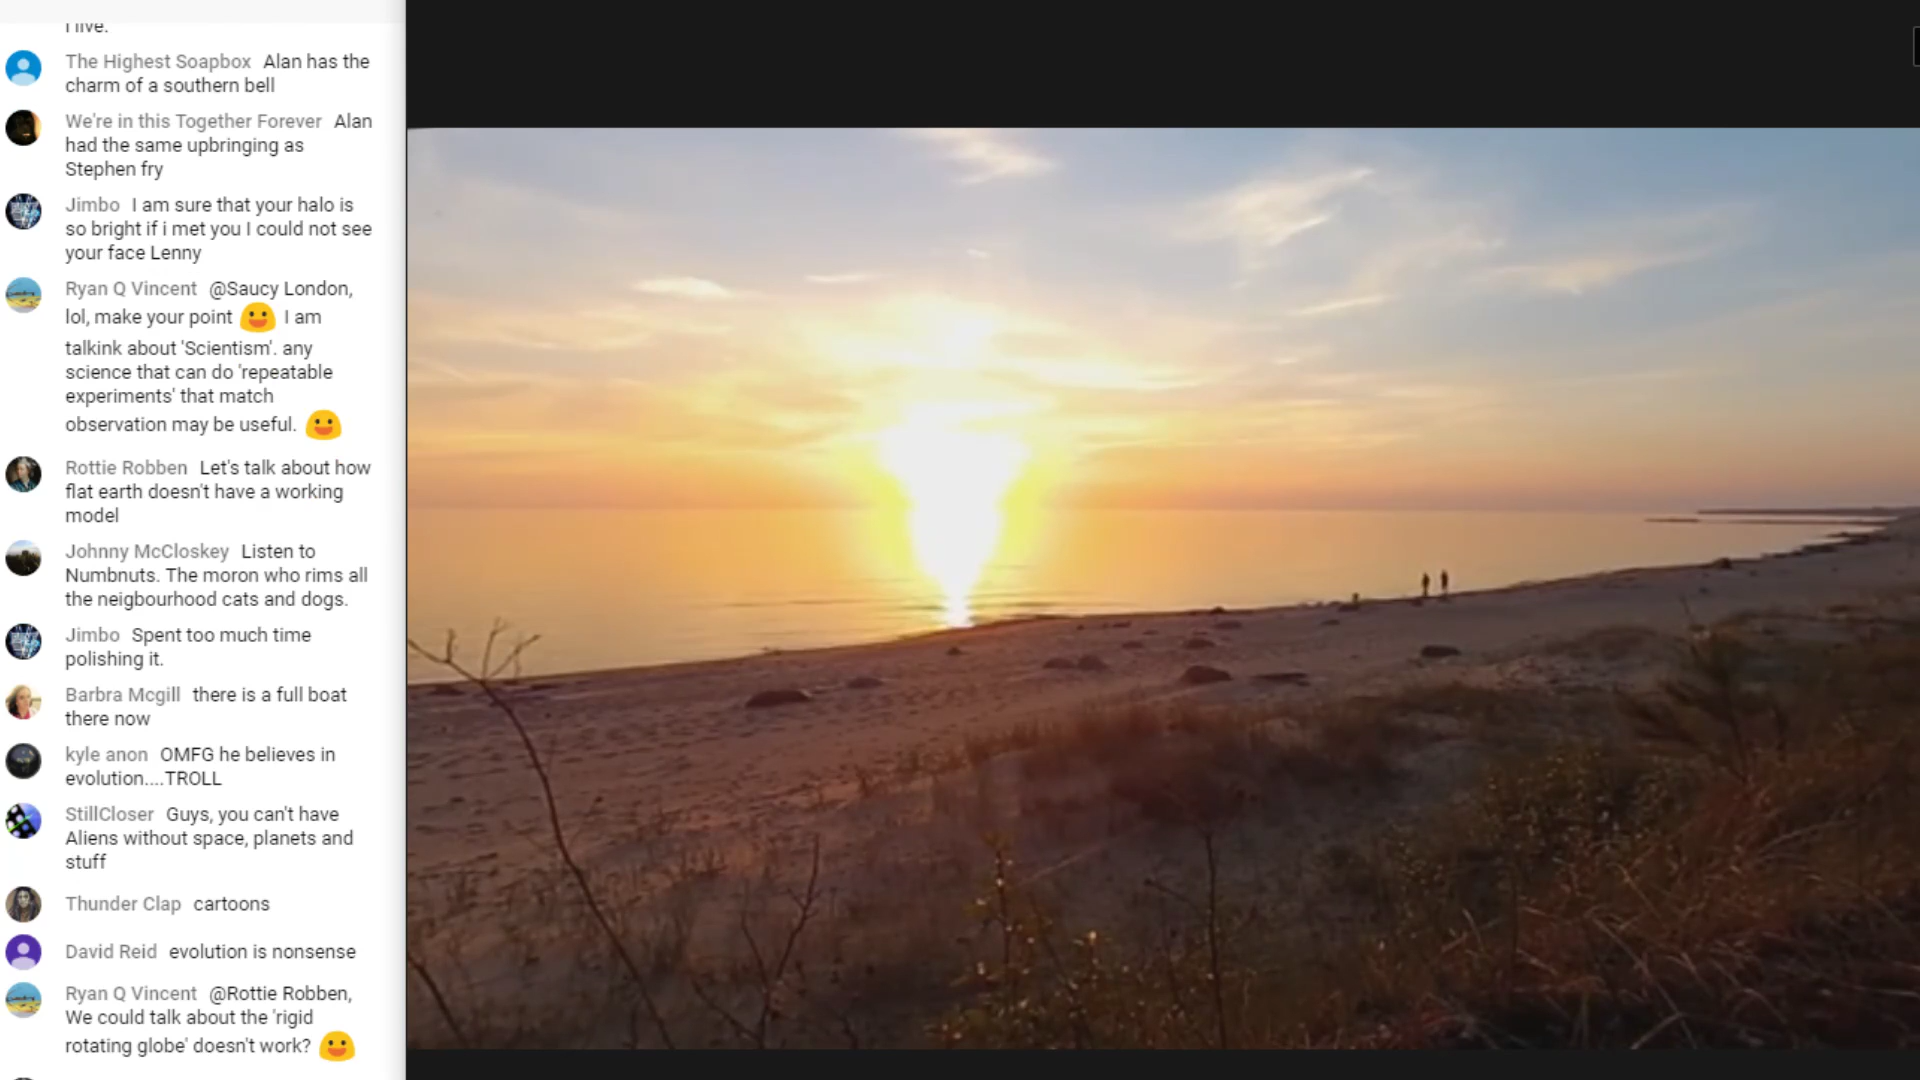 I live.
The Highest Soapbox Alan has the
charm of a southern bell
We're in this Together Forever Alan
had the same upbringing as
Stephen fry
Jimbo I am sure that your halo is
so bright if i met you I could not see
your face Lenny
Ryan Q Vincent @Saucy London,
lol, make your point I am
talkink about 'Scientism'. any
science that can do 'repeatable
experiments' that match
observation may be useful.
Rottie Robben Let's talk about how
flat earth doesn't have a working
model
Johnny McCloskey Listen to
Numbnuts. The moron who rims all
the neigbourhood cats and dogs.
Jimbo Spent too much time
polishing it.
Barbra Mcgill there is a full boat
there now
kyle anon OMFG he believes in
evolution....TROLL
StillCloser Guys, you can't have
Aliens without space, planets and
stuff
Thunder Clap cartoons
David Reid evolution is nonsense
Ryan Q Vincent @Rottie Robben,
We could talk about the 'rigid
rotating globe' doesn't work?